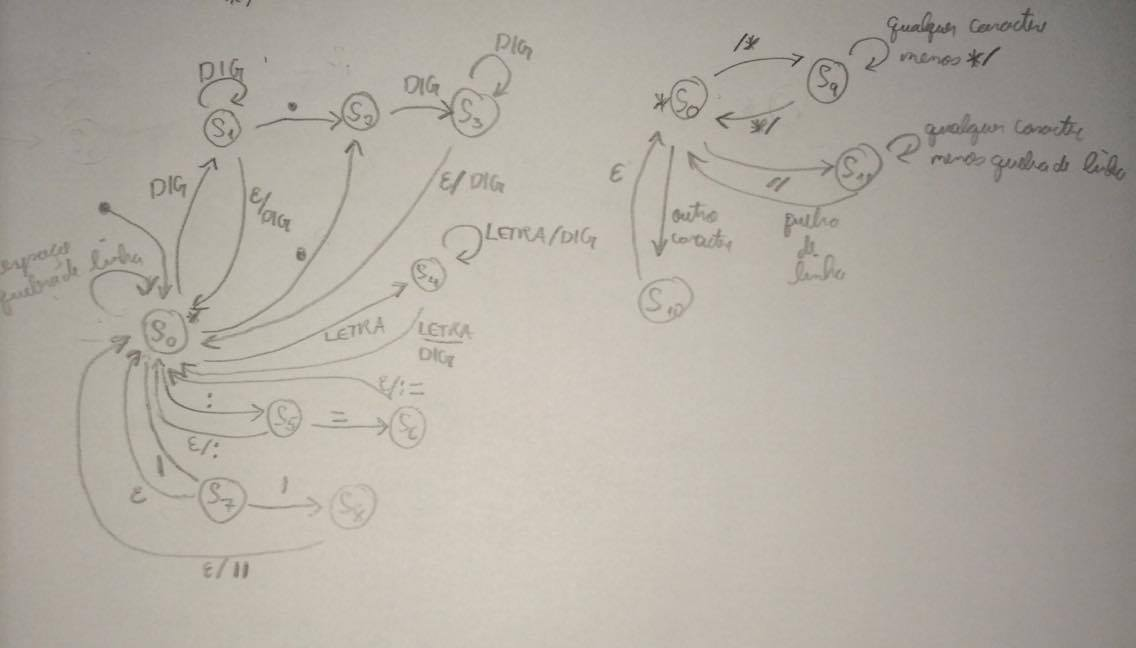 DIG
DIG
DIG
•
S1
S2
S3
DIG
ε/
DIG
ε/ DIG
•
espaço
quebra de linha
LETRA/DIG
S4
*
S0
LETRA
LETRA
DIG
ε/:=
:
S5
=
S6
ε/:
|
ε
S7
|
S8
ε/||
qualquer caractere
menos */
/*
S9
*S0
*/
qualquer caractere
menos quebra de linha
//
S11
ε
outro
caractere
pulho
de
linha
S10